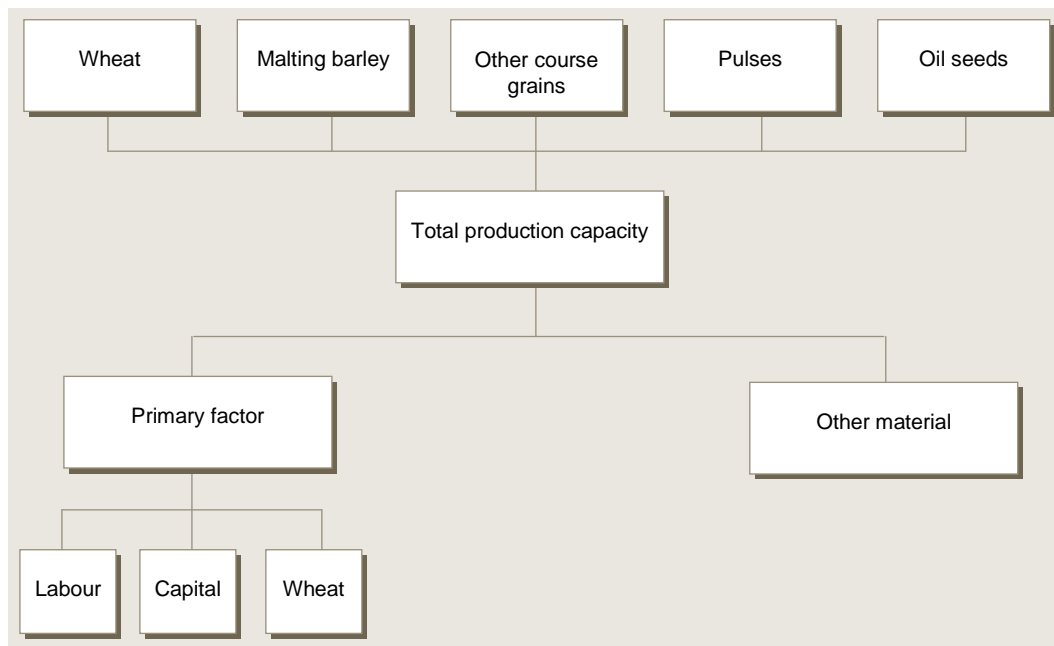 Wheat
Malting barley
Other course
grains
Pulses
Oil seeds
Total production capacity
Primary factor
Other material
Labour
Capital
Wheat